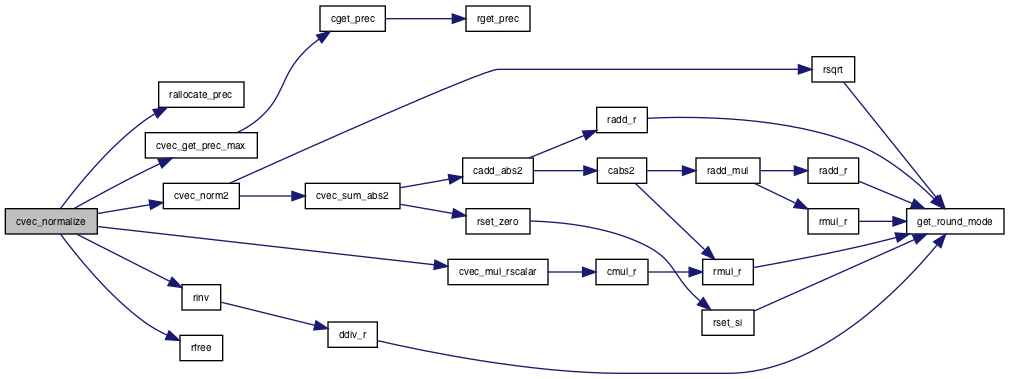 cvec_normalize
rallocate_prec
cvec_get_prec_max
cvec_norm2
rinv
rfree
cget_prec
rget_prec
cvec_sum_abs2
ddiv_r
cadd_abs2
rset_zero
cvec_mul_rscalar
radd_r
cabs2
cmul_r
radd_mul
rmul_r
rset_si
rsqrt
radd_r
rmul_r
get_round_mode